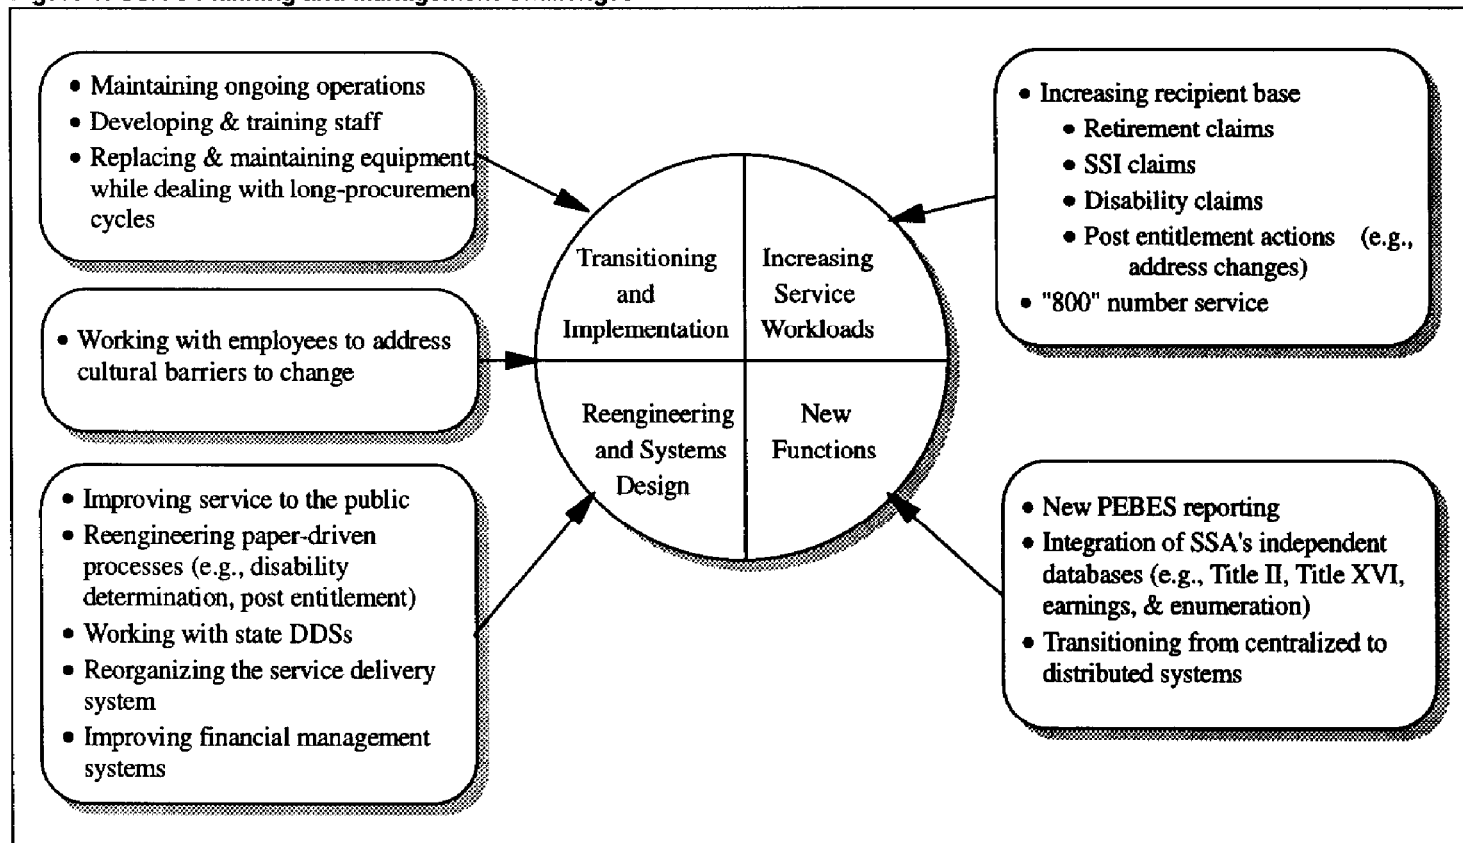 • Maintaining ongoing operations
• Developing & training staff
• Replacing & maintaining equipment,
while dealing with long-procurement
cycles
• Working with employees to address
cultural barriers to change
• Improving service to the public
• Reengineering paper-driven
processes (e.g., disability
determination, post entitlement)
• Working with state DDSs
• Reorganizing the service delivery
system
• Improving financial management
systems
Transitioning
and
Implementation
Increasing
Service
Workloads
Reengineering
and Systems
Design
New
Functions
• Increasing recipient base
• Retirement claims
• SSI claims
• Disability claims
• Post entitlement actions (e.g.,
address changes)
• "800" number service
• New PEBES reporting
• Integration of SSA's independent
databases (e.g., Title II, Title XVI,
earnings, & enumeration)
• Transitioning from centralized to
distributed systems